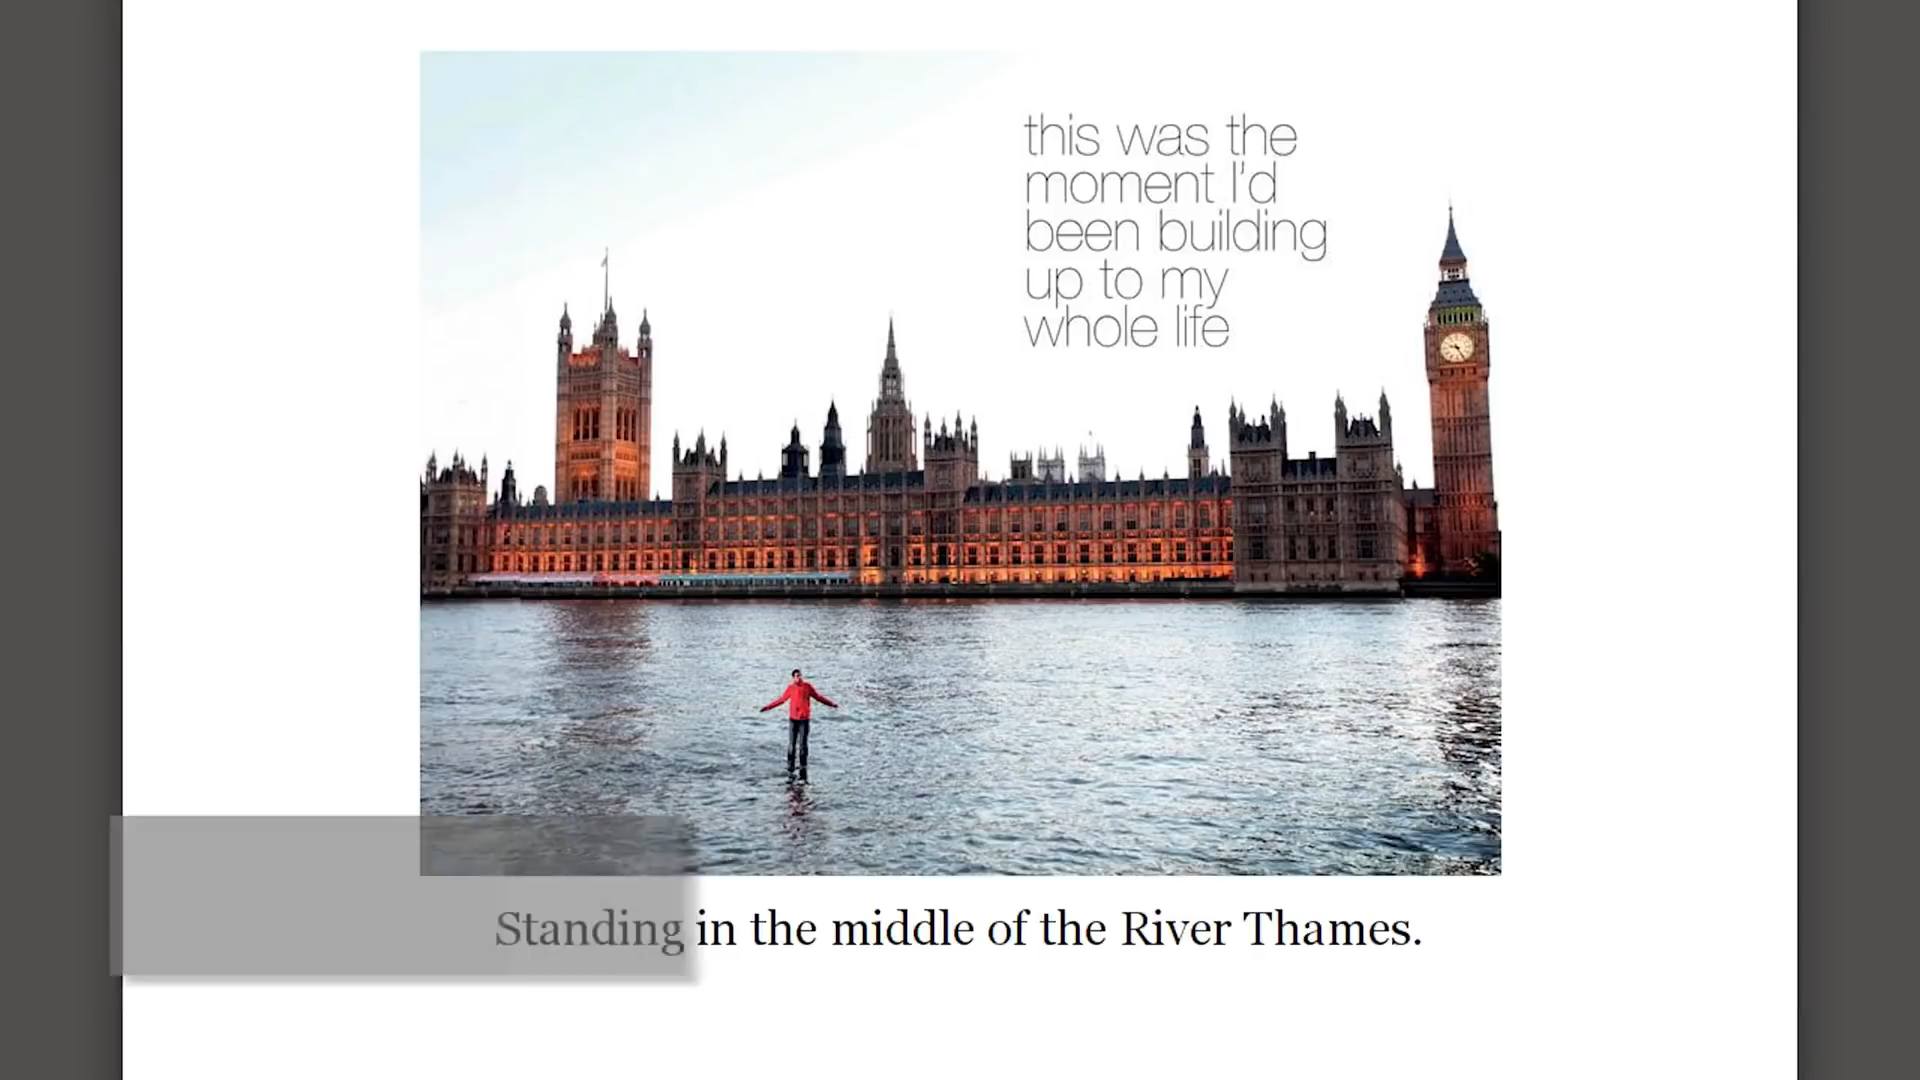 this was the
moment I'd
been building
up to my
whole life
Standing in the middle of the River Thames.